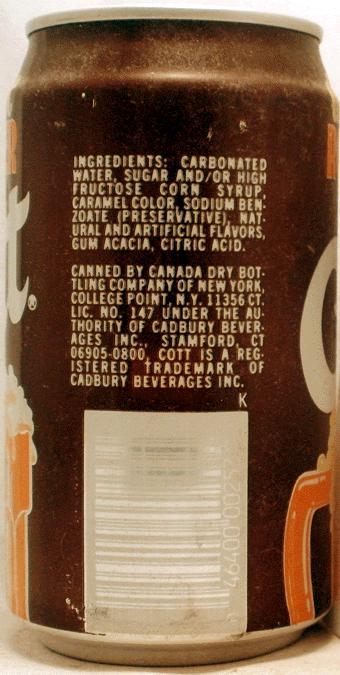 INGREDIENTS: CARBONATED
WATER, SUGAR AND/OR HIGH
FRUCTOSE CORN SYRUP,
CARAMEL COLOR, SODIUM BEN-
ZOATE (PRESERVATIVE), NAT-
URAL AND ARTIFICIAL FLAVORS,
GUM ACACIA, CITRIC ACID.
CANNED BY CANADA DRY BOT-
TLING COMPANY OF NEW YORK,
COLLEGE POINT, N.Y. 11356 CT.
LIC. NO. 147 UNDER THE AU-
THORITY OF CADBURY BEVER-
AGES INC., STAMFORD, CT
06905-0800, COTT IS A REG-
ISTERED TRADEMARK OF
CADBURY BEVERAGES INC.
K
t®
R